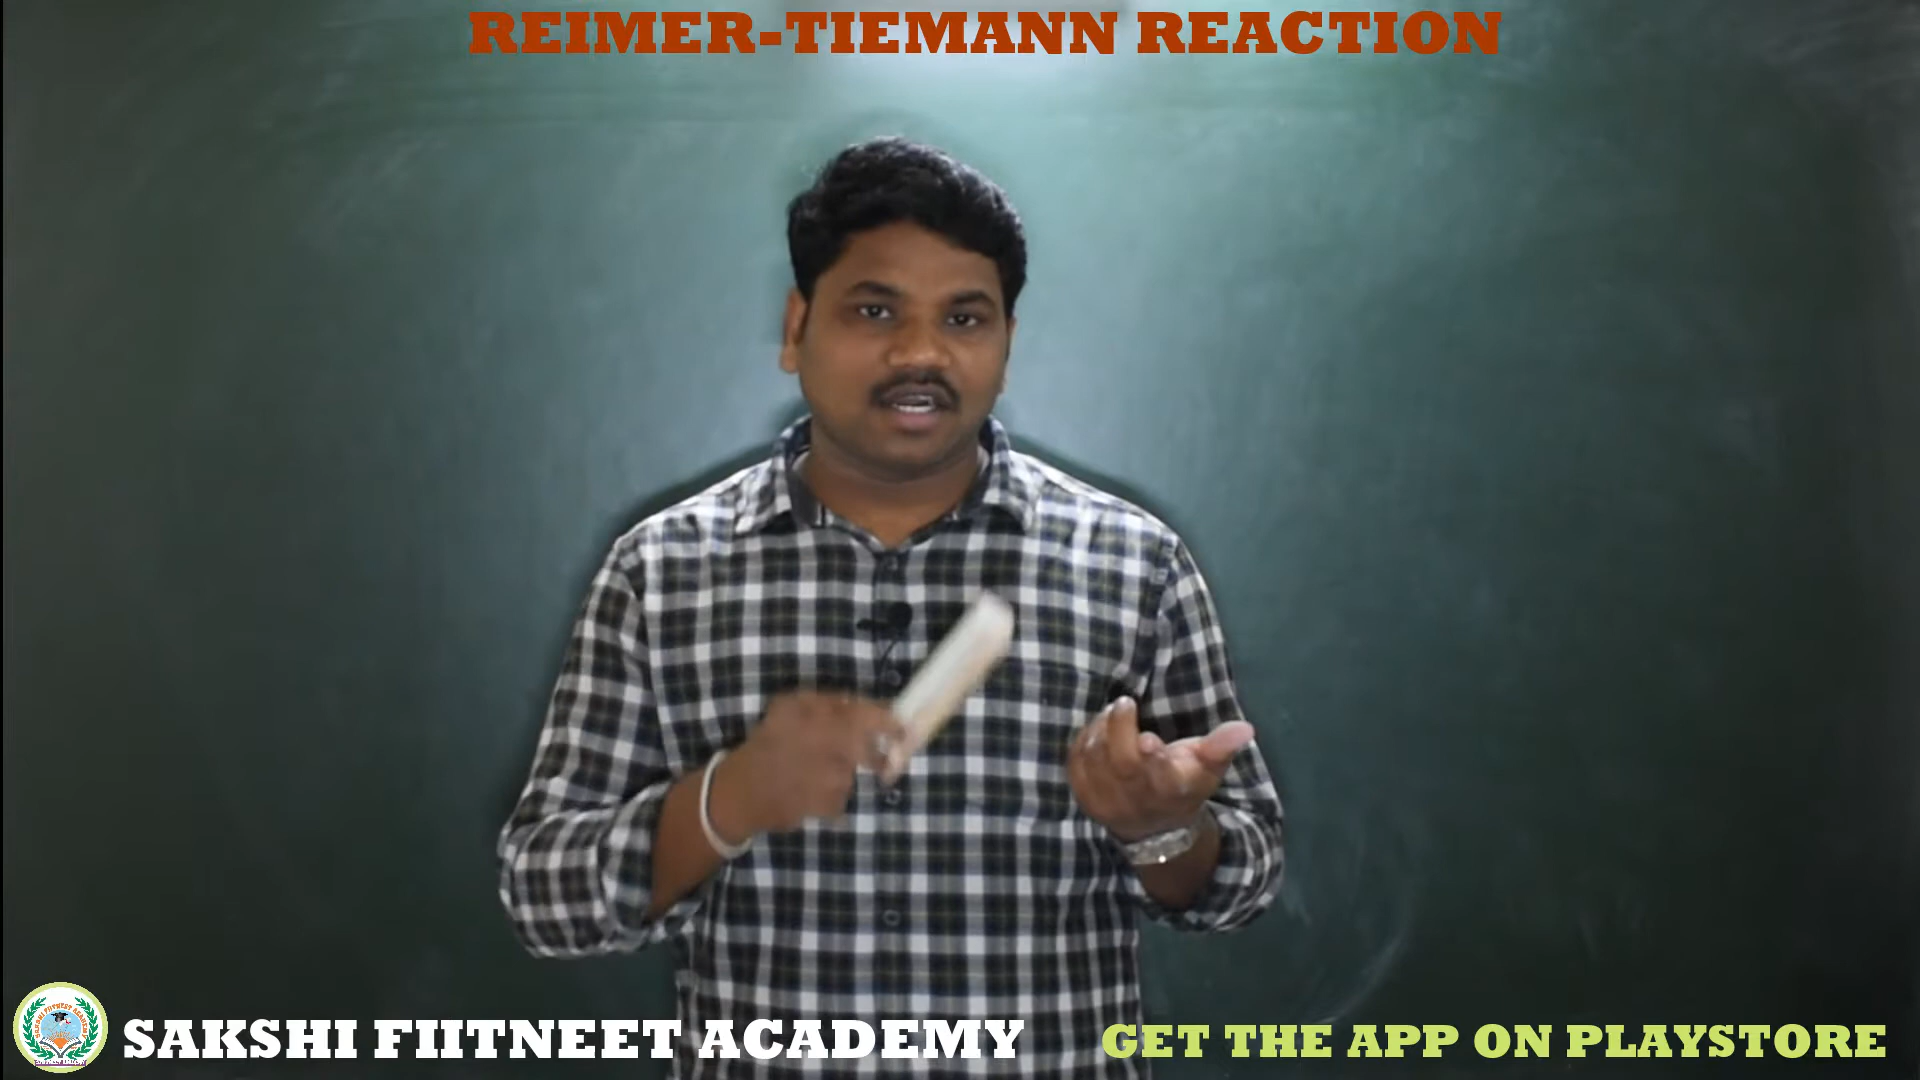 REIMER-TIEMANN REACTION
SAKSHI FIITNEET ACADEMY
GET THE APP ON PLAYSTORE